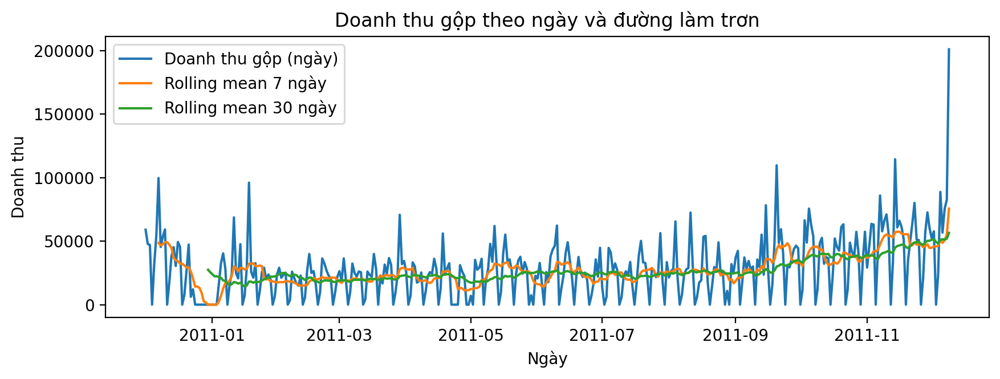 Doanh thu gộp theo ngày và đường làm trơn
Doanh thu gộp (ngày)
Rolling mean 7 ngày
Rolling mean 30 ngày
Doanh thu
200000
150000
100000
50000
0
2011-01
2011-03
2011-05
2011-07
2011-09
2011-11
Ngày